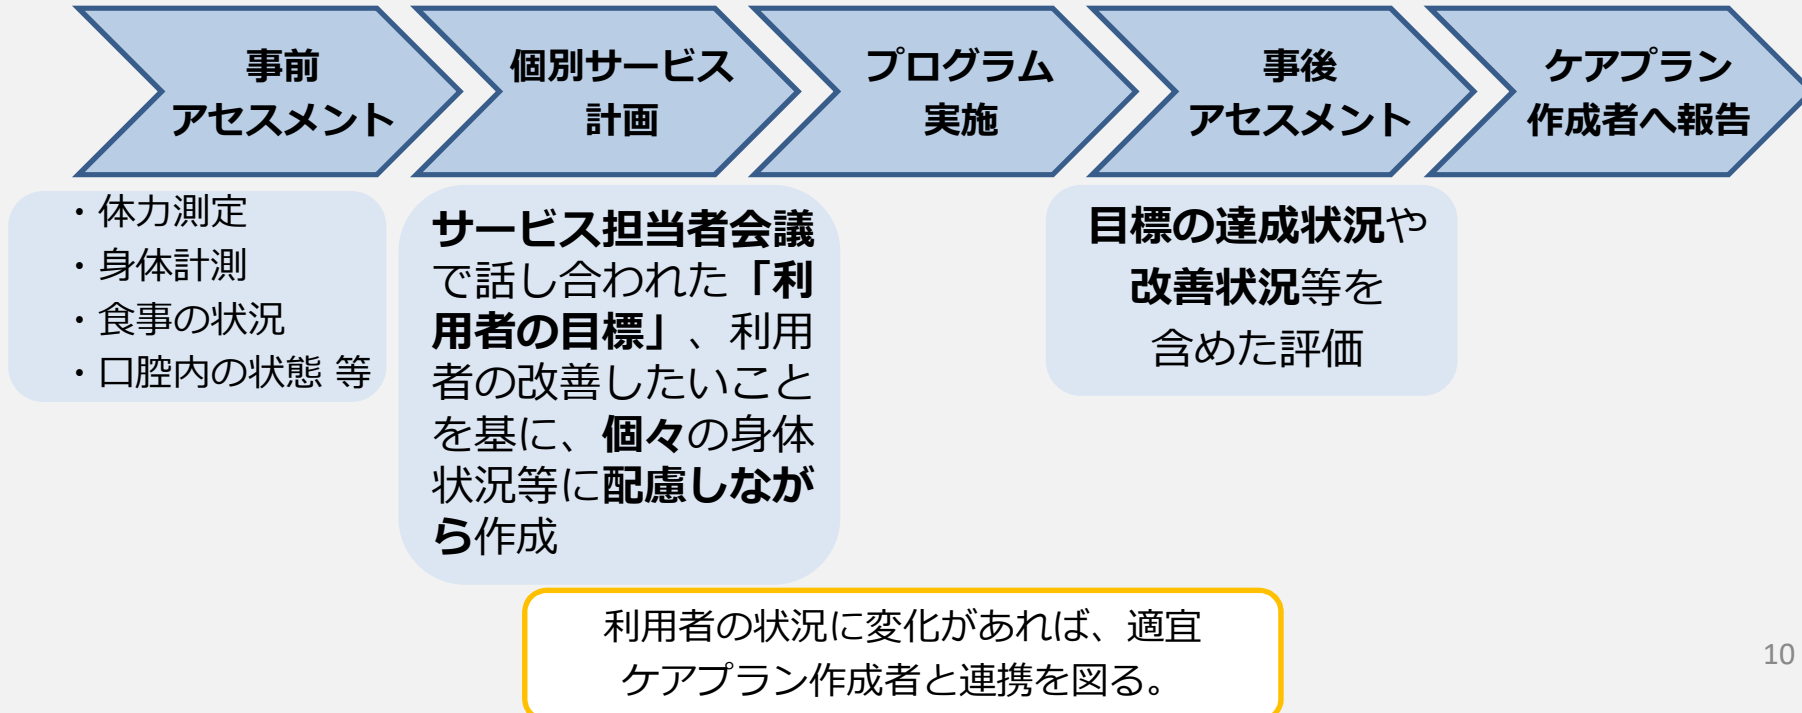 事前
アセスメント
個別サービス
計画
プログラム
実施
事後
アセスメント
ケアプラン
作成者へ報告
・体力測定
・身体計測
・食事の状況
・口腔内の状態 等
サービス担当者会議
で話し合われた「利
用者の目標」、利用
者の改善したいこと
を基に、個々の身体
状況等に配慮しなが
ら作成
目標の達成状況や
改善状況等を
含めた評価
利用者の状況に変化があれば、適宜
ケアプラン作成者と連携を図る。
10